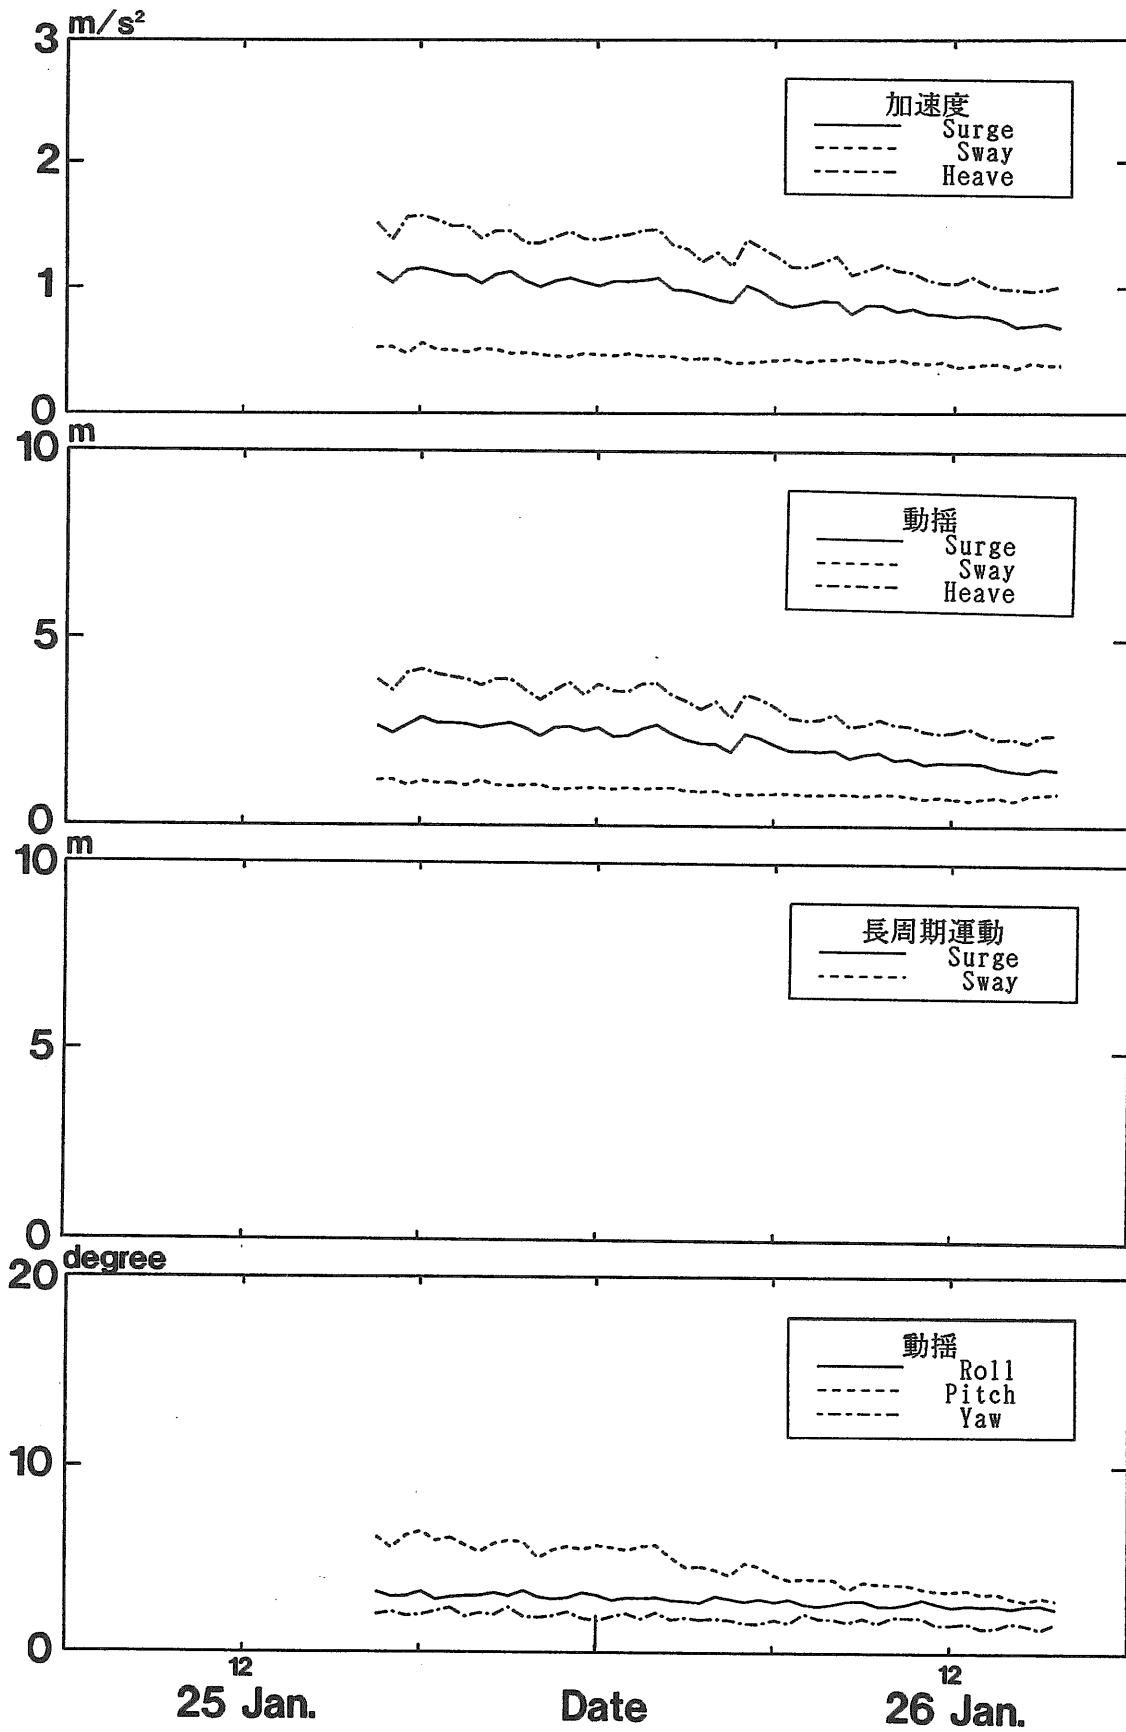 m/s²
3
加速度
Surge
Sway
Heave
2
1
0
10 m
動揺
Surge
Sway
Heave
5
0
10 m
長周期運動
Surge
Sway
5
0
degree
20
動揺
Roll
Pitch
Yaw
10
0
12 12
25 Jan. Date 26 Jan.